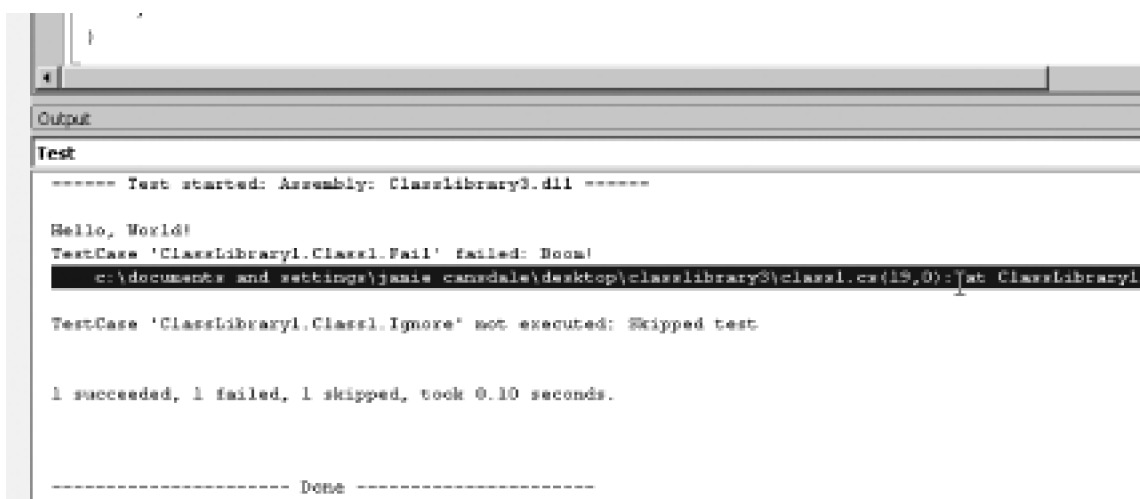 }
Output
Test
------ Test started: Assembly: ClassLibrary3.dll ------
Hello, World!
TestCase 'ClassLibrary1.Class1.Fail' failed: Boom!
c:\documents and settings\jamie cansdale\desktop\classlibrary3\class1.cs(19,0): at ClassLibrary1
TestCase 'ClassLibrary1.Class1.Ignore' not executed: Skipped test
1 succeeded, 1 failed, 1 skipped, took 0.10 seconds.
---------------------- Done ----------------------